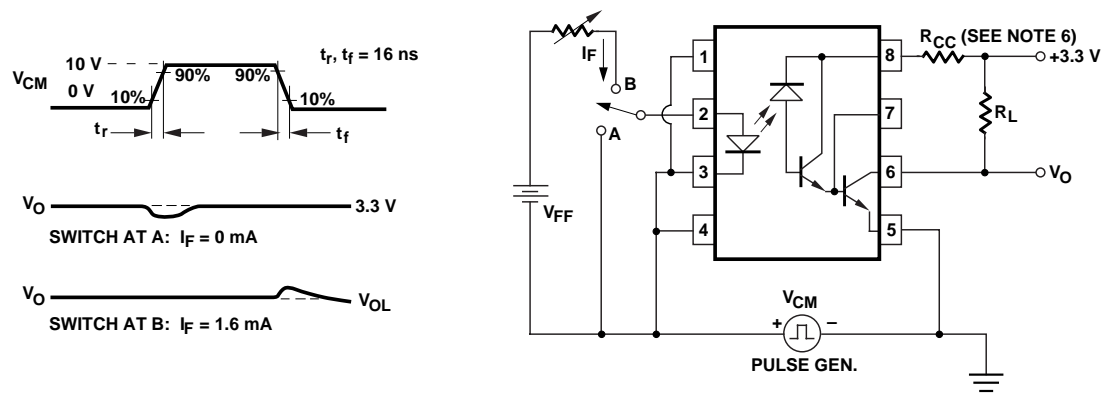 10 V
VCM
0 V
90%
90%
10%
10%
tr, tf = 16 ns
tr
tf
VO
3.3 V
SWITCH AT A: IF = 0 mA
VO
VOL
SWITCH AT B: IF = 1.6 mA
IF
B
A
VFF
1
2
3
4
8
7
6
5
RCC (SEE NOTE 6)
+3.3 V
RL
VO
VCM
+
–
PULSE GEN.